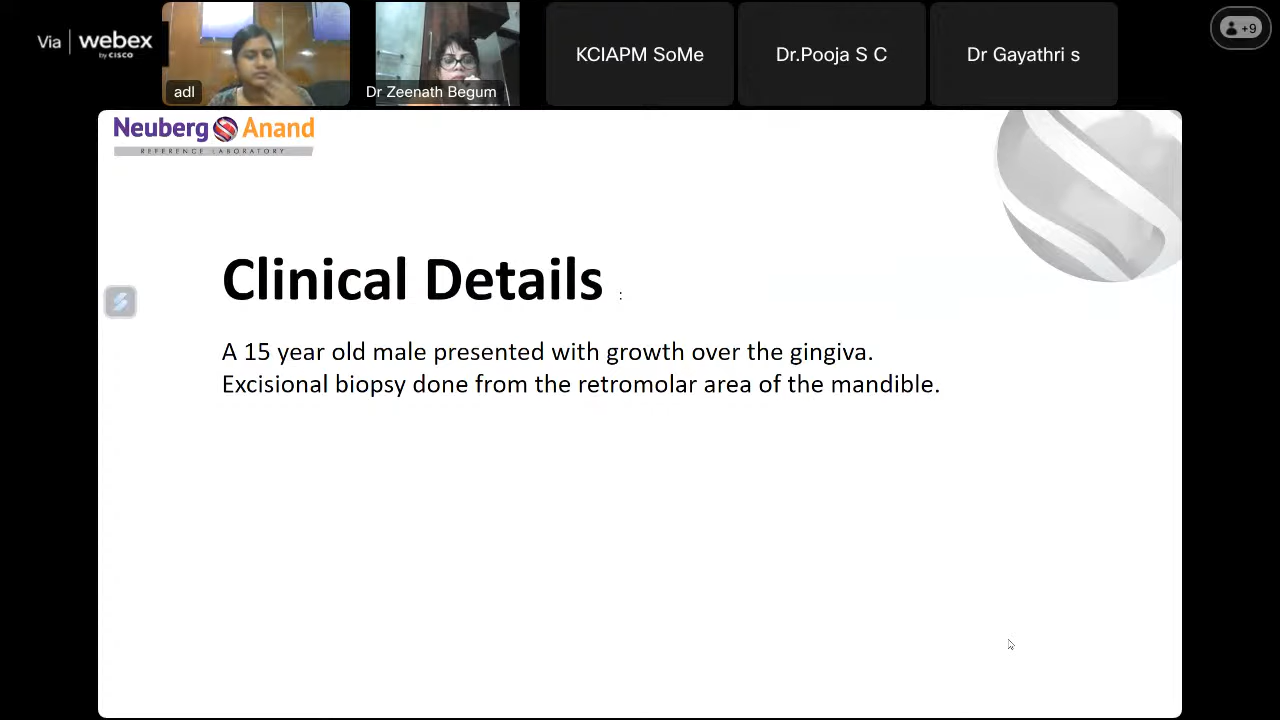 Via webex
by CISCO
adl
Dr Zeenath Begum
KCIAPM SoMe
Dr.Pooja S C
Dr Gayathri s
+9
Neuberg Anand
REFERENCE LABORATORY
Clinical Details :
A 15 year old male presented with growth over the gingiva.
Excisional biopsy done from the retromolar area of the mandible.